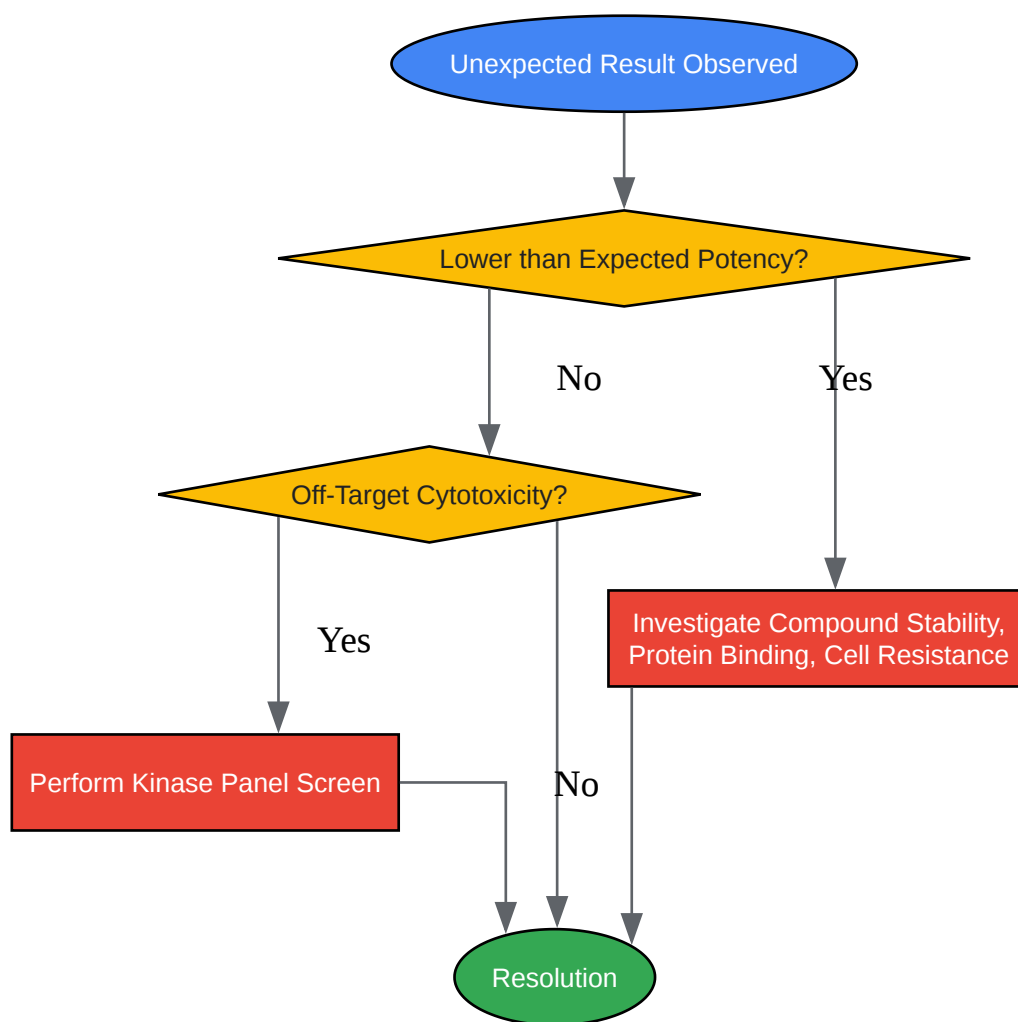 Unexpected Result Observed
Lower than Expected Potency?
No
Yes
Off-Target Cytotoxicity?
Investigate Compound Stability,
Protein Binding, Cell Resistance
Yes
Perform Kinase Panel Screen
No
Resolution